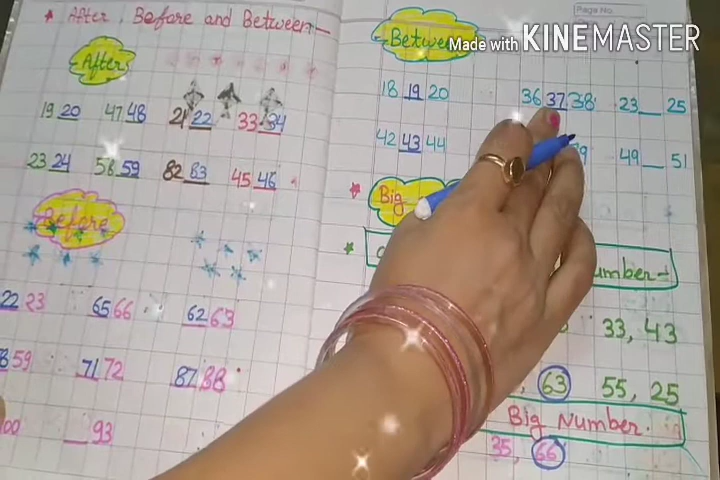 After, Before and Between
After
19 20 47 48 21 22 33 34
23 24 58 59 82 83 45 46
Before
22 23 65 66 62 63
8 59 71 72 87 88
00 __ 93
Page No.
Made with KINEMASTER
Between
18 19 20 36 37 38 23 __ 25
42 43 44 49 __ 51
Big
umber
33, 43
, 63 55, 25
Big Number.
35, 66